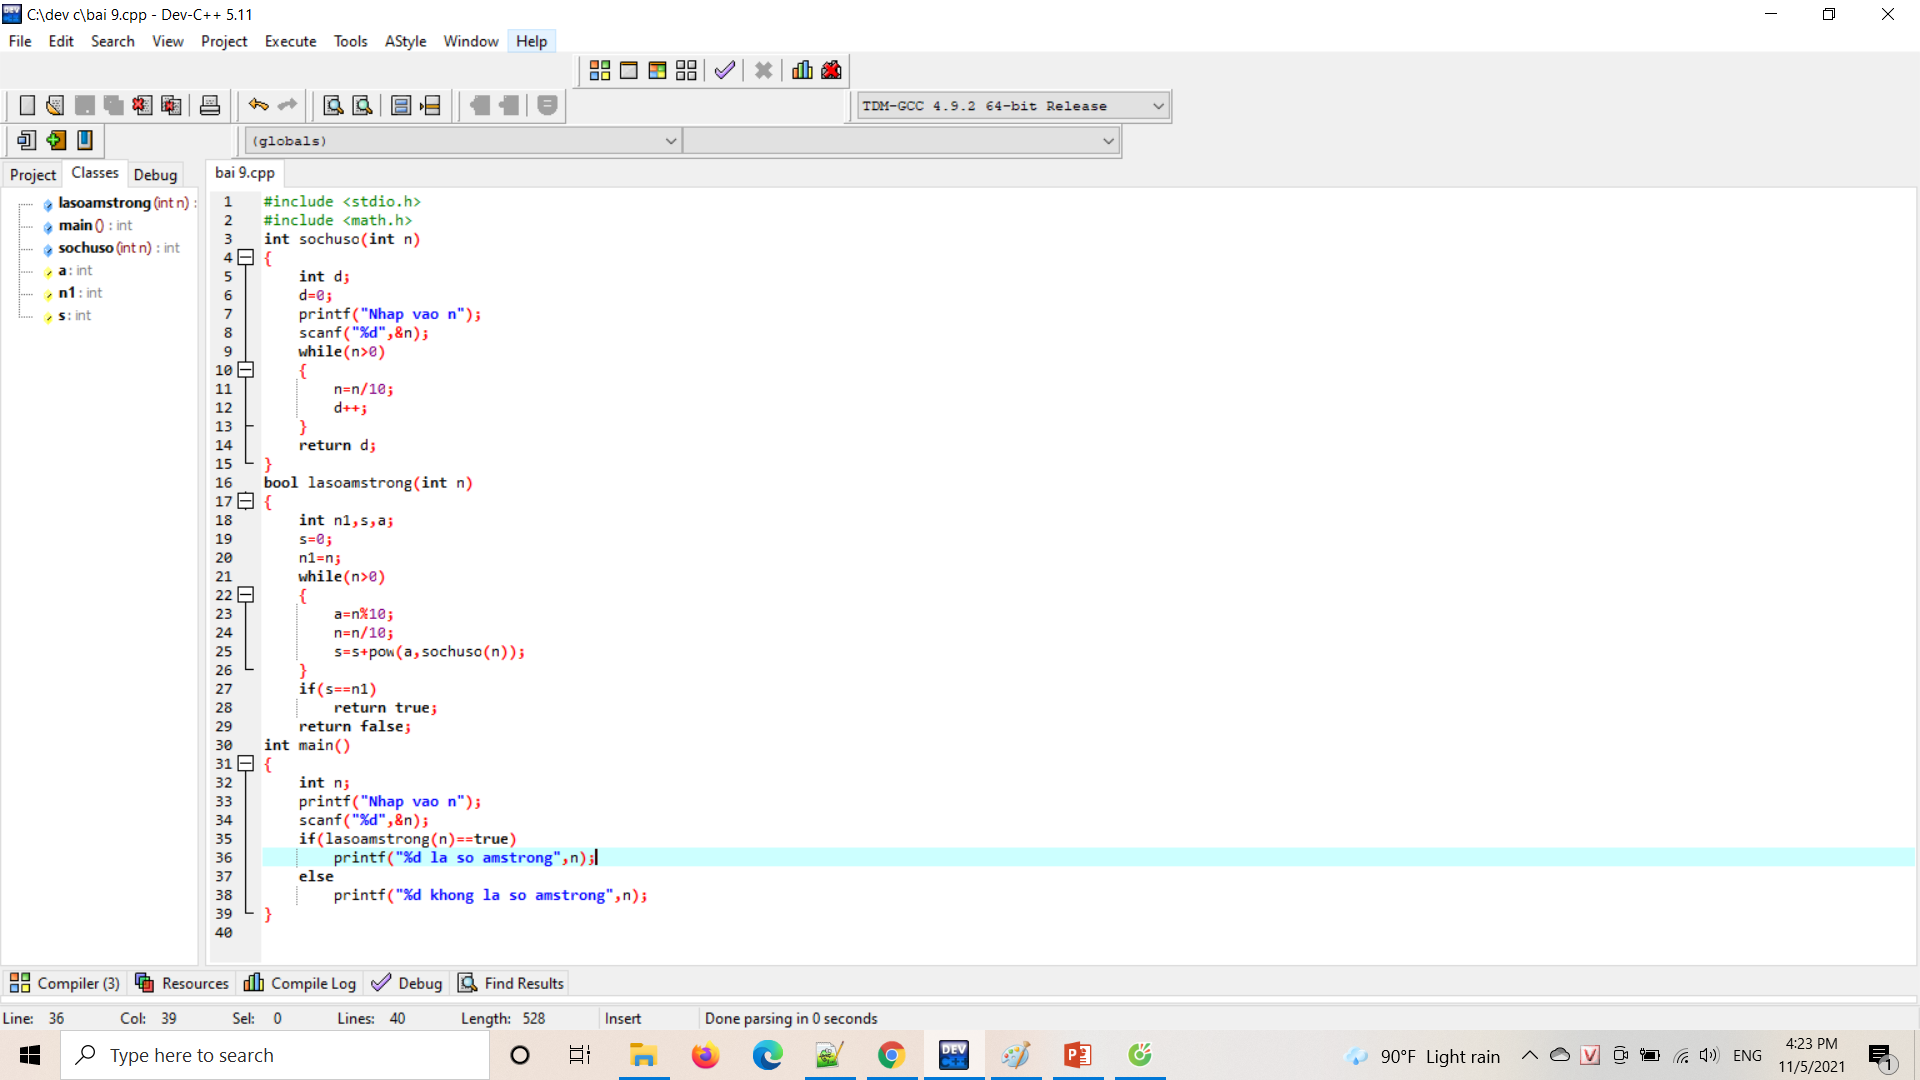 C:\dev c\bai 9.cpp - Dev-C++ 5.11
File Edit Search View Project Execute Tools AStyle Window Help
TDM-GCC 4.9.2 64-bit Release
(globals)
Project Classes Debug
bai 9.cpp
lasoamstrong (int n) :
main () : int
sochuso (int n) : int
a : int
n1 : int
s : int
1 #include <stdio.h>
2 #include <math.h>
3 int sochuso(int n)
4 {
5 int d;
6 d=0;
7 printf("Nhap vao n");
8 scanf("%d",&n);
9 while(n>0)
10 {
11 n=n/10;
12 d++;
13 }
14 return d;
15 }
16 bool lasoamstrong(int n)
17 {
18 int n1,s,a;
19 s=0;
20 n1=n;
21 while(n>0)
22 {
23 a=n%10;
24 n=n/10;
25 s=s+pow(a,sochuso(n));
26 }
27 if(s==n1)
28 return true;
29 return false;
30 int main()
31 {
32 int n;
33 printf("Nhap vao n");
34 scanf("%d",&n);
35 if(lasoamstrong(n)==true)
36 printf("%d la so amstrong",n);
37 else
38 printf("%d khong la so amstrong",n);
39 }
40
Compiler (3) Resources Compile Log Debug Find Results
Line: 36 Col: 39 Sel: 0 Lines: 40 Length: 528 Insert Done parsing in 0 seconds
Type here to search
DEV
90°F Light rain
ENG
4:23 PM
11/5/2021
1